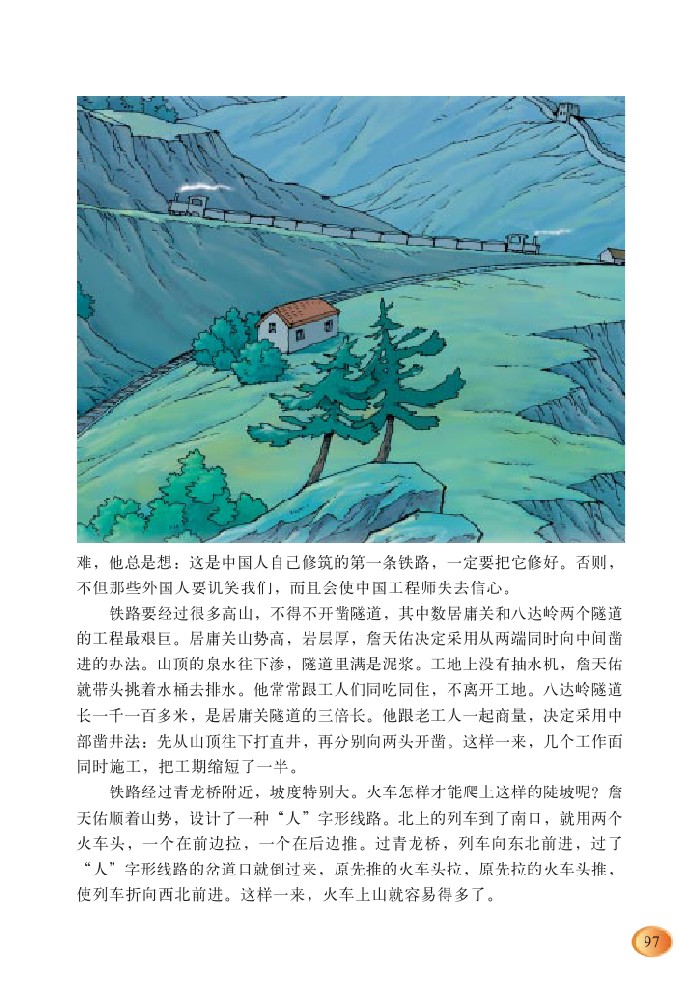 难，他总是想：这是中国人自己修筑的第一条铁路，一定要把它修好。否则，
不但那些外国人要讥笑我们，而且会使中国工程师失去信心。
铁路要经过很多高山，不得不开凿隧道，其中数居庸关和八达岭两个隧道
的工程最艰巨。居庸关山势高，岩层厚，詹天佑决定采用从两端同时向中间凿
进的办法。山顶的泉水往下渗，隧道里满是泥浆。工地上没有抽水机，詹天佑
就带头挑着水桶去排水。他常常跟工人们同吃同住，不离开工地。八达岭隧道
长一千一百多米，是居庸关隧道的三倍长。他跟老工人一起商量，决定采用中
部凿井法：先从山顶往下打直井，再分别向两头开凿。这样一来，几个工作面
同时施工，把工期缩短了一半。
铁路经过青龙桥附近，坡度特别大。火车怎样才能爬上这样的陡坡呢？詹
天佑顺着山势，设计了一种“人”字形线路。北上的列车到了南口，就用两个
火车头，一个在前边拉，一个在后边推。过青龙桥，列车向东北前进，过了
“人”字形线路的岔道口就倒过来，原先推的火车头拉，原先拉的火车头推，
使列车折向西北前进。这样一来，火车上山就容易得多了。
97